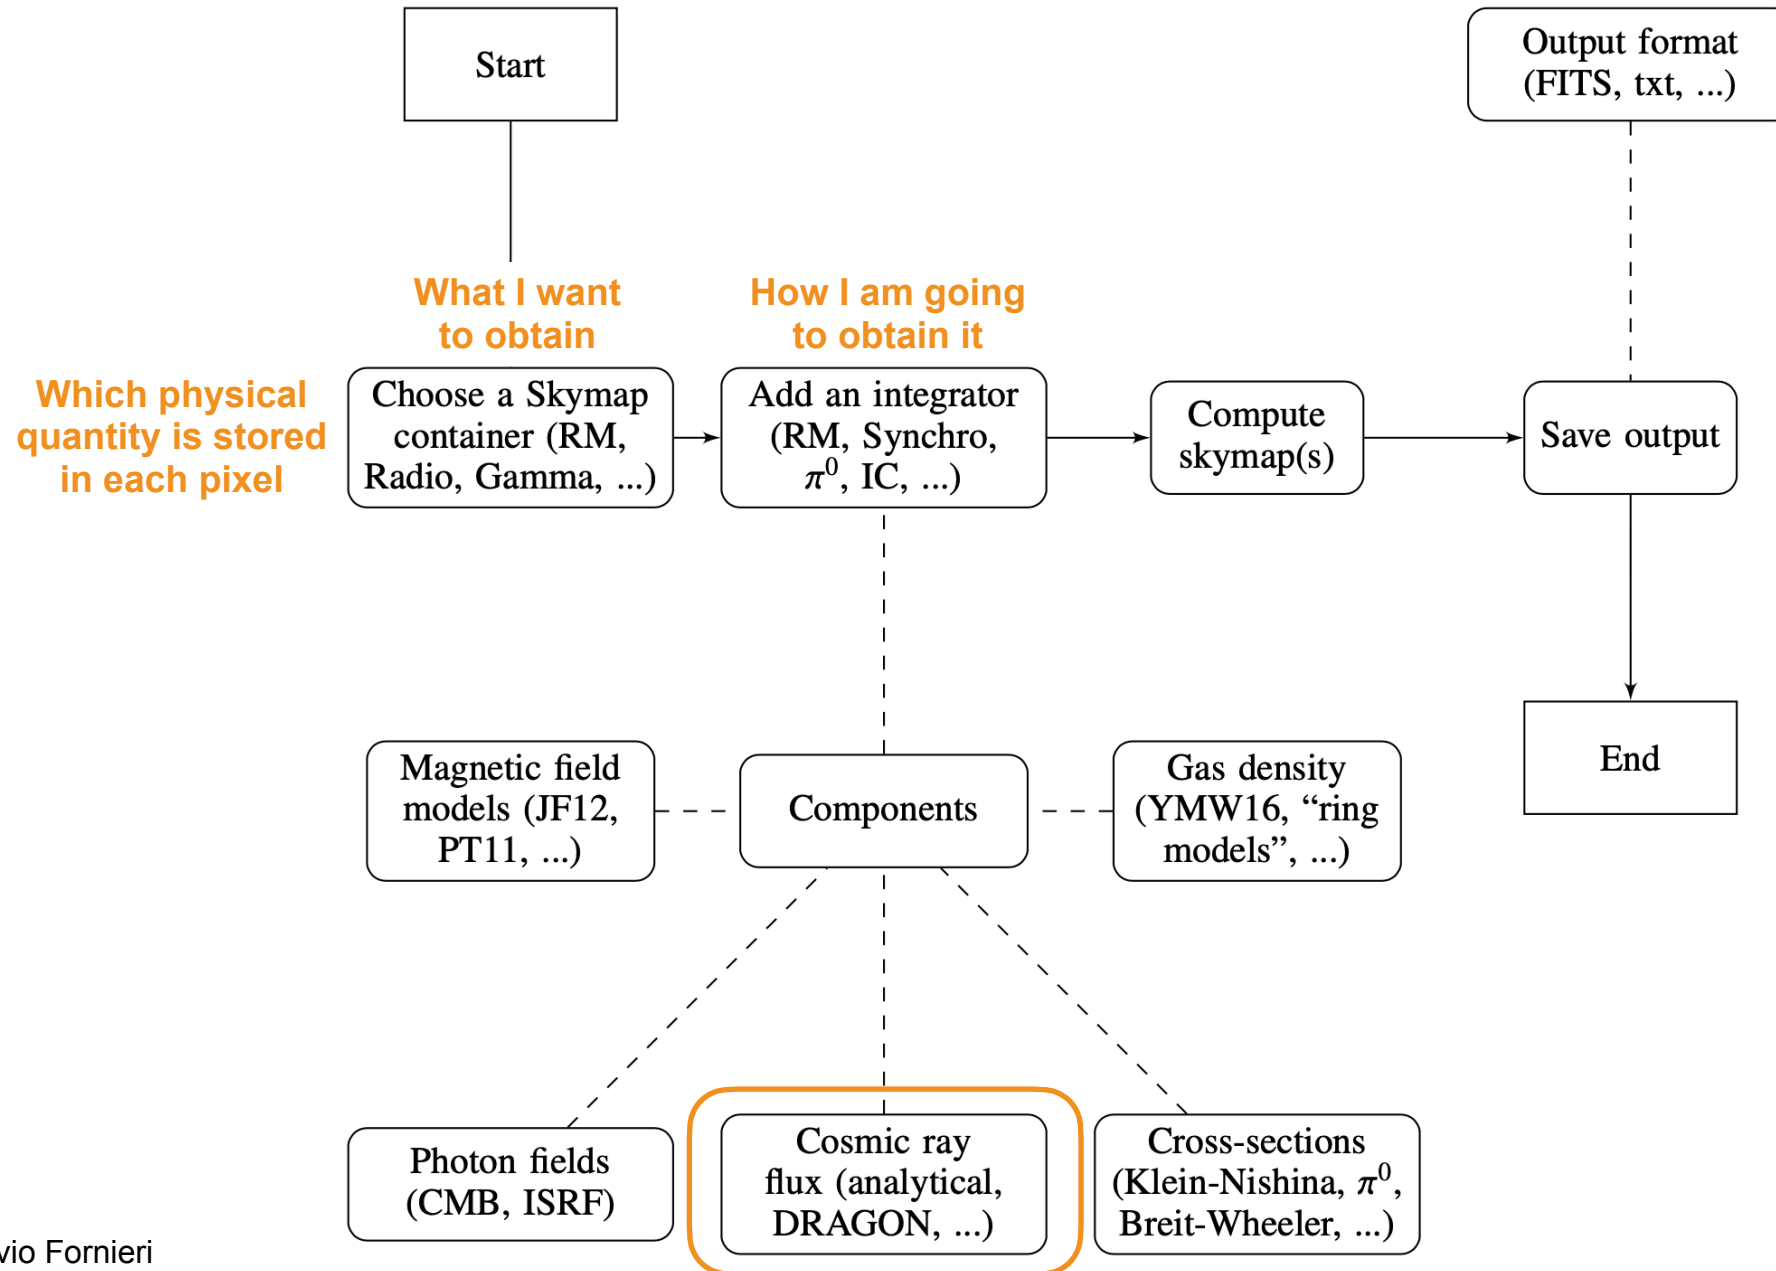 Start
Output format
(FITS, txt, ...)
What I want
to obtain
How I am going
to obtain it
Which physical
quantity is stored
in each pixel
Choose a Skymap
container (RM,
Radio, Gamma, ...)
Add an integrator
(RM, Synchro,
π⁰, IC, ...)
Compute
skymap(s)
Save output
Magnetic field
models (JF12,
PT11, ...)
Components
Gas density
(YMW16, “ring
models”, ...)
End
Photon fields
(CMB, ISRF)
Cosmic ray
flux (analytical,
DRAGON, ...)
Cross-sections
(Klein-Nishina, π⁰,
Breit-Wheeler, ...)
vio Fornieri